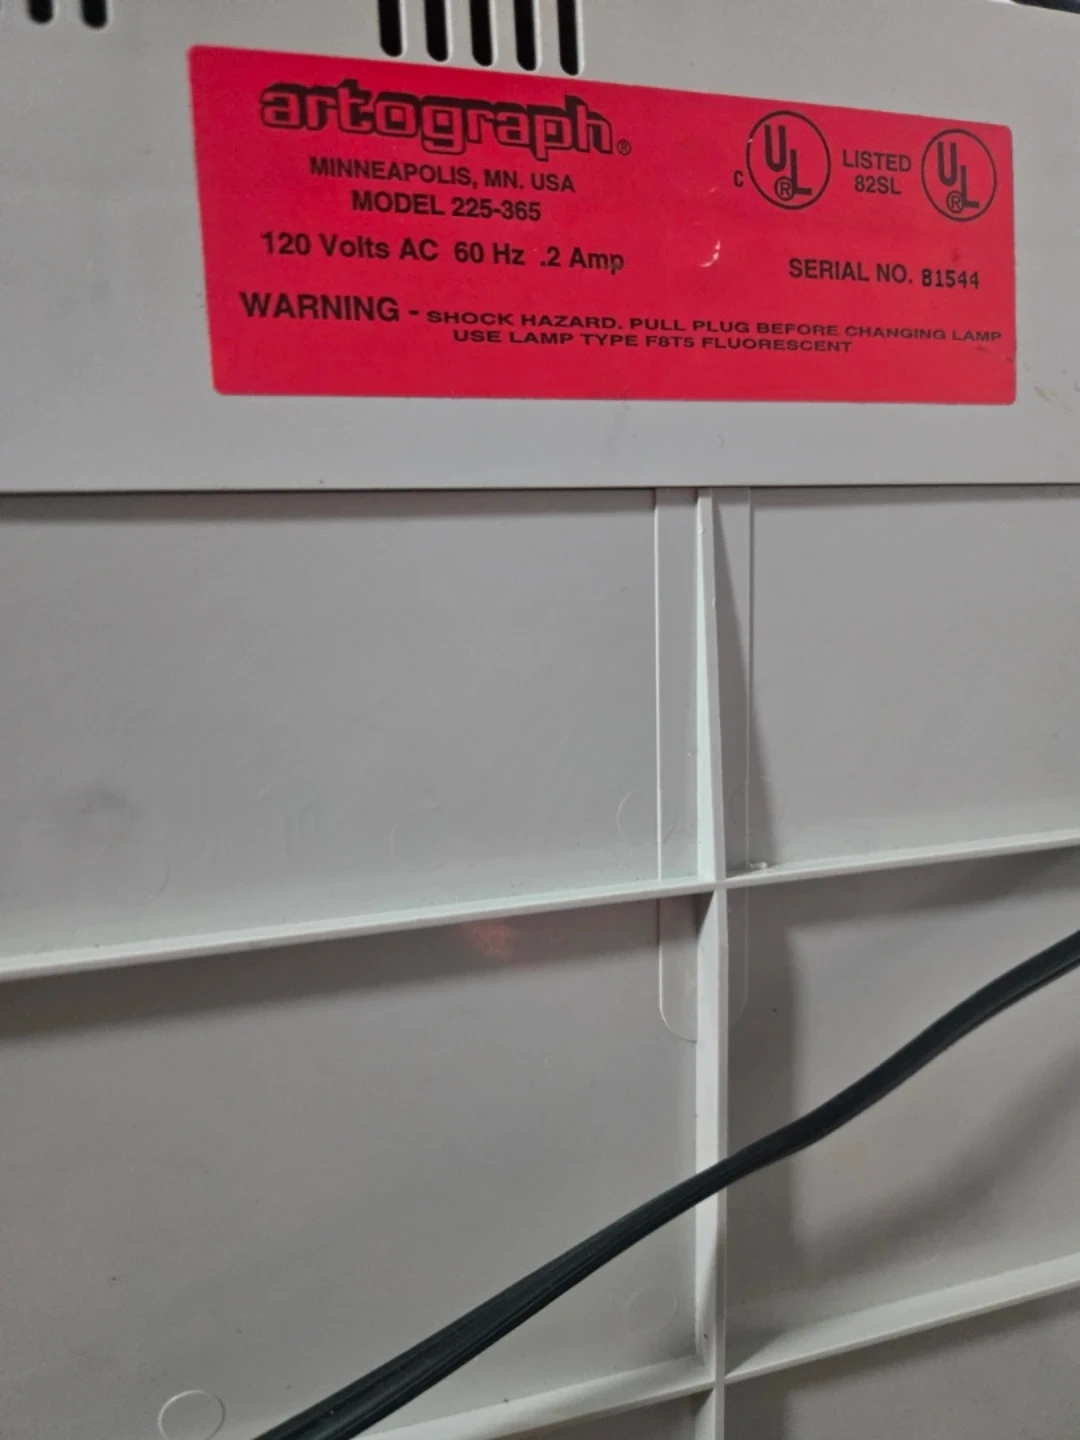 artograph®
MINNEAPOLIS, MN. USA
MODEL 225-365
120 Volts AC 60 Hz .2 Amp
C UL® LISTED 82SL UL®
SERIAL NO. 81544
WARNING - SHOCK HAZARD. PULL PLUG BEFORE CHANGING LAMP
USE LAMP TYPE F8T5 FLUORESCENT